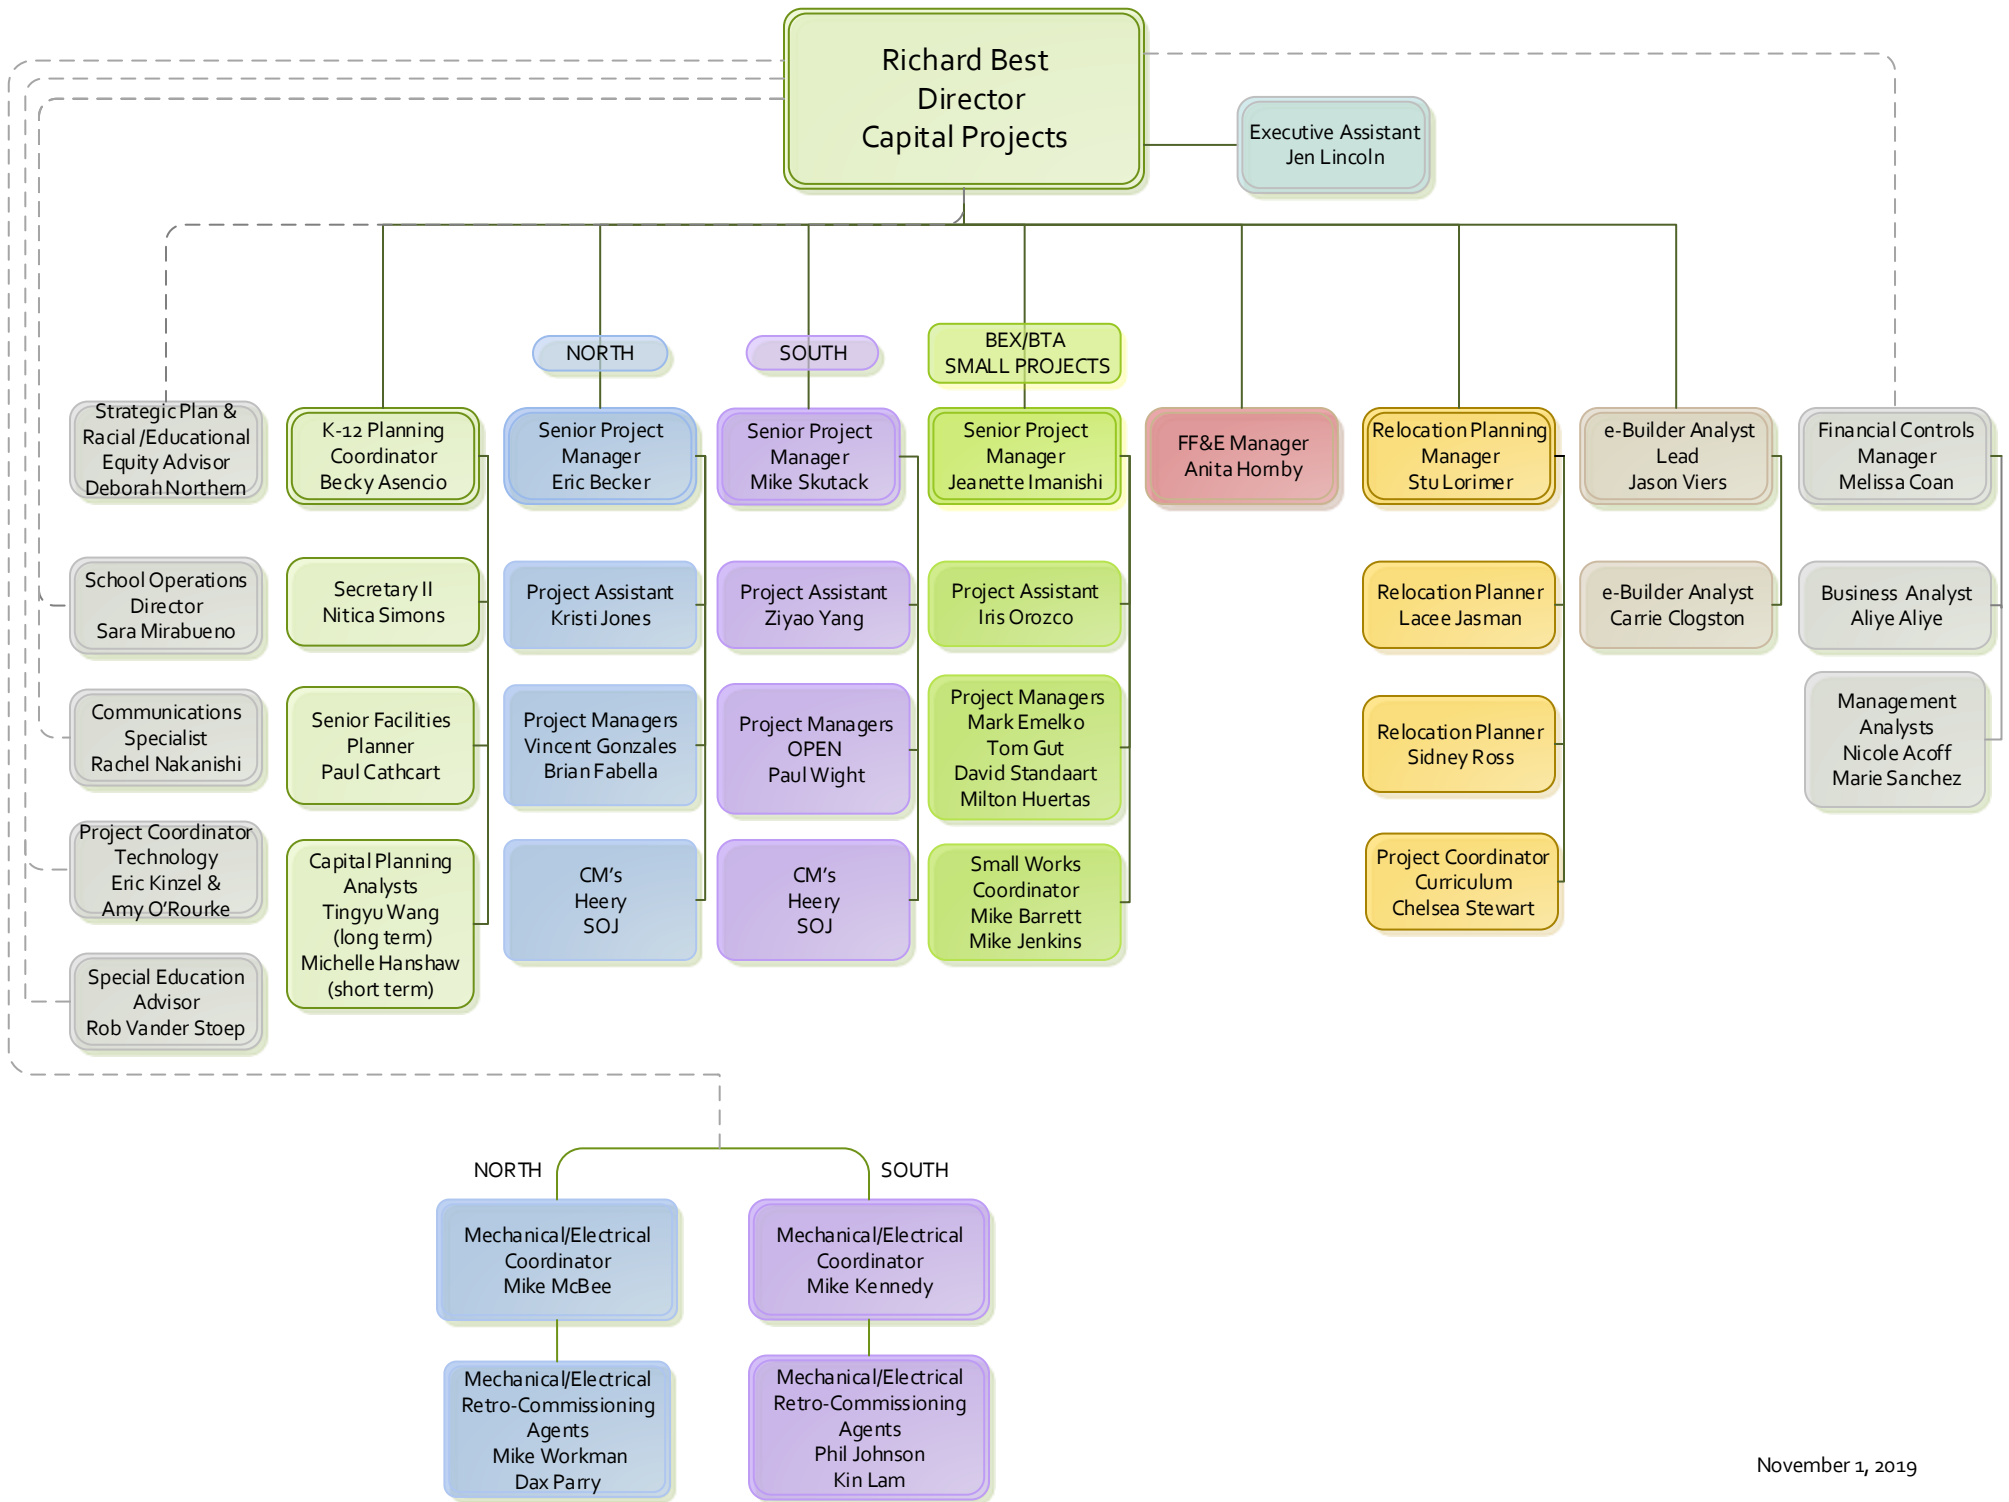 Richard Best
Director
Capital Projects
Executive Assistant
Jen Lincoln
NORTH
SOUTH
BEX/BTA
SMALL PROJECTS
Strategic Plan &
Racial /Educational
Equity Advisor
Deborah Northern
K-12 Planning
Coordinator
Becky Asencio
Senior Project
Manager
Eric Becker
Senior Project
Manager
Mike Skutack
Senior Project
Manager
Jeanette Imanishi
FF&E Manager
Anita Hornby
Relocation Planning
Manager
Stu Lorimer
e-Builder Analyst
Lead
Jason Viers
Financial Controls
Manager
Melissa Coan
School Operations
Director
Sara Mirabueno
Secretary II
Nitica Simons
Project Assistant
Kristi Jones
Project Assistant
Ziyao Yang
Project Assistant
Iris Orozco
Relocation Planner
Lacee Jasman
e-Builder Analyst
Carrie Clogston
Business Analyst
Aliye Aliye
Communications
Specialist
Rachel Nakanishi
Senior Facilities
Planner
Paul Cathcart
Project Managers
Vincent Gonzales
Brian Fabella
Project Managers
OPEN
Paul Wight
Project Managers
Mark Emelko
Tom Gut
David Standaart
Milton Huertas
Relocation Planner
Sidney Ross
Management
Analysts
Nicole Acoff
Marie Sanchez
Project Coordinator
Technology
Eric Kinzel &
Amy O’Rourke
Capital Planning
Analysts
Tingyu Wang
(long term)
Michelle Hanshaw
(short term)
CM’s
Heery
SOJ
CM’s
Heery
SOJ
Small Works
Coordinator
Mike Barrett
Mike Jenkins
Project Coordinator
Curriculum
Chelsea Stewart
Special Education
Advisor
Rob Vander Stoep
NORTH
SOUTH
Mechanical/Electrical
Coordinator
Mike McBee
Mechanical/Electrical
Coordinator
Mike Kennedy
Mechanical/Electrical
Retro-Commissioning
Agents
Mike Workman
Dax Parry
Mechanical/Electrical
Retro-Commissioning
Agents
Phil Johnson
Kin Lam
November 1, 2019